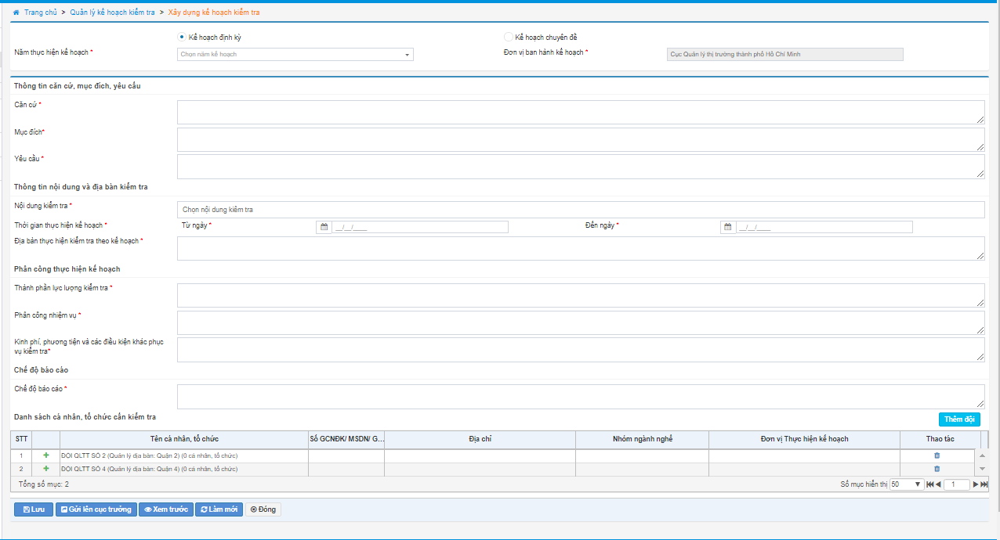 Trang chủ > Quản lý kế hoạch kiểm tra > Xây dựng kế hoạch kiểm tra
Kế hoạch định kỳ
Kế hoạch chuyên đề
Năm thực hiện kế hoạch *
Chọn năm kế hoạch
Đơn vị ban hành kế hoạch *
Cục Quản lý thị trường thành phố Hồ Chí Minh
Thông tin căn cứ, mục đích, yêu cầu
Căn cứ *
Mục đích*
Yêu cầu *
Thông tin nội dung và địa bàn kiểm tra
Nội dung kiểm tra *
Chọn nội dung kiểm tra
Thời gian thực hiện kế hoạch *
Từ ngày *
__/__/____
Đến ngày *
__/__/____
Địa bàn thực hiện kiểm tra theo kế hoạch *
Phân công thực hiện kế hoạch
Thành phần lực lượng kiểm tra *
Phân công nhiệm vụ *
Kinh phí, phương tiện và các điều kiện khác phục
vụ kiểm tra*
Chế độ báo cáo
Chế độ báo cáo *
Danh sách cá nhân, tổ chức cần kiểm tra
Thêm đội
STT Tên cá nhân, tổ chức Số GCNĐK/ MSDN/ G... Địa chỉ Nhóm ngành nghề Đơn vị Thực hiện kế hoạch Thao tác
1 ĐỘI QLTT SỐ 2 (Quản lý địa bàn: Quận 2) (0 cá nhân, tổ chức)
2 ĐỘI QLTT SỐ 4 (Quản lý địa bàn: Quận 4) (0 cá nhân, tổ chức)
Tổng số mục: 2
Số mục hiển thị 50 1
Lưu Gửi lên cục trưởng Xem trước Làm mới Đóng